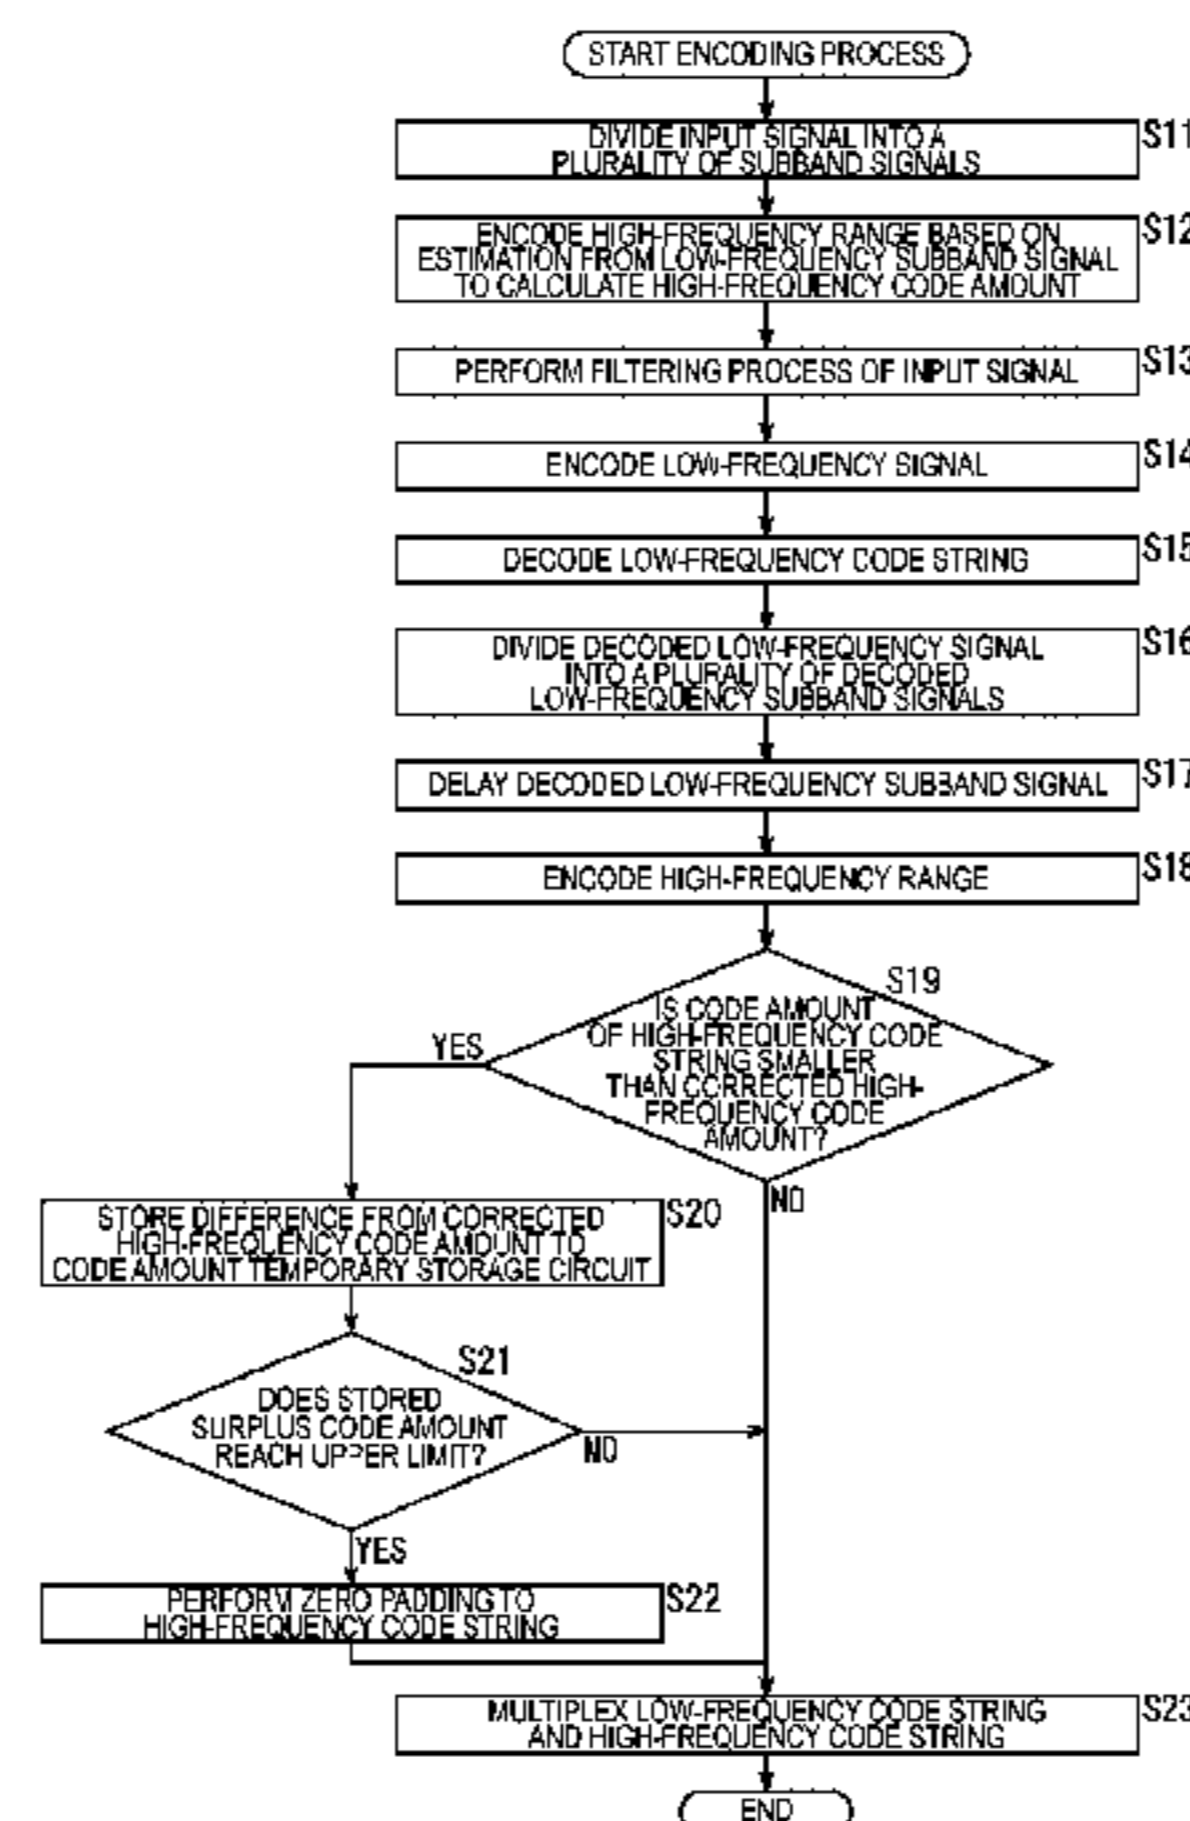 START ENCODING PROCESS
S11
DIVIDE INPUT SIGNAL INTO A
PLURALITY OF SUBBAND SIGNALS
S12
ENCODE HIGH-FREQUENCY RANGE BASED ON
ESTIMATION FROM LOW-FREQUENCY SUBBAND SIGNAL
TO CALCULATE HIGH-FREQUENCY CODE AMOUNT
S13
PERFORM FILTERING PROCESS OF INPUT SIGNAL
S14
ENCODE LOW-FREQUENCY SIGNAL
S15
DECODE LOW-FREQUENCY CODE STRING
S16
DIVIDE DECODED LOW-FREQUENCY SIGNAL
INTO A PLURALITY OF DECODED
LOW-FREQUENCY SUBBAND SIGNALS
S17
DELAY DECODED LOW-FREQUENCY SUBBAND SIGNAL
S18
ENCODE HIGH-FREQUENCY RANGE
S19
IS CODE AMOUNT
OF HIGH-FREQUENCY CODE
STRING SMALLER
THAN CORRECTED HIGH-
FREQUENCY CODE
AMOUNT?
YES
NO
S20
STORE DIFFERENCE FROM CORRECTED
HIGH-FREQUENCY CODE AMOUNT TO
CODE AMOUNT TEMPORARY STORAGE CIRCUIT
S21
DOES STORED
SURPLUS CODE AMOUNT
REACH UPPER LIMIT?
NO
YES
S22
PERFORM ZERO PADDING TO
HIGH-FREQUENCY CODE STRING
S23
MULTIPLEX LOW-FREQUENCY CODE STRING
AND HIGH-FREQUENCY CODE STRING
END